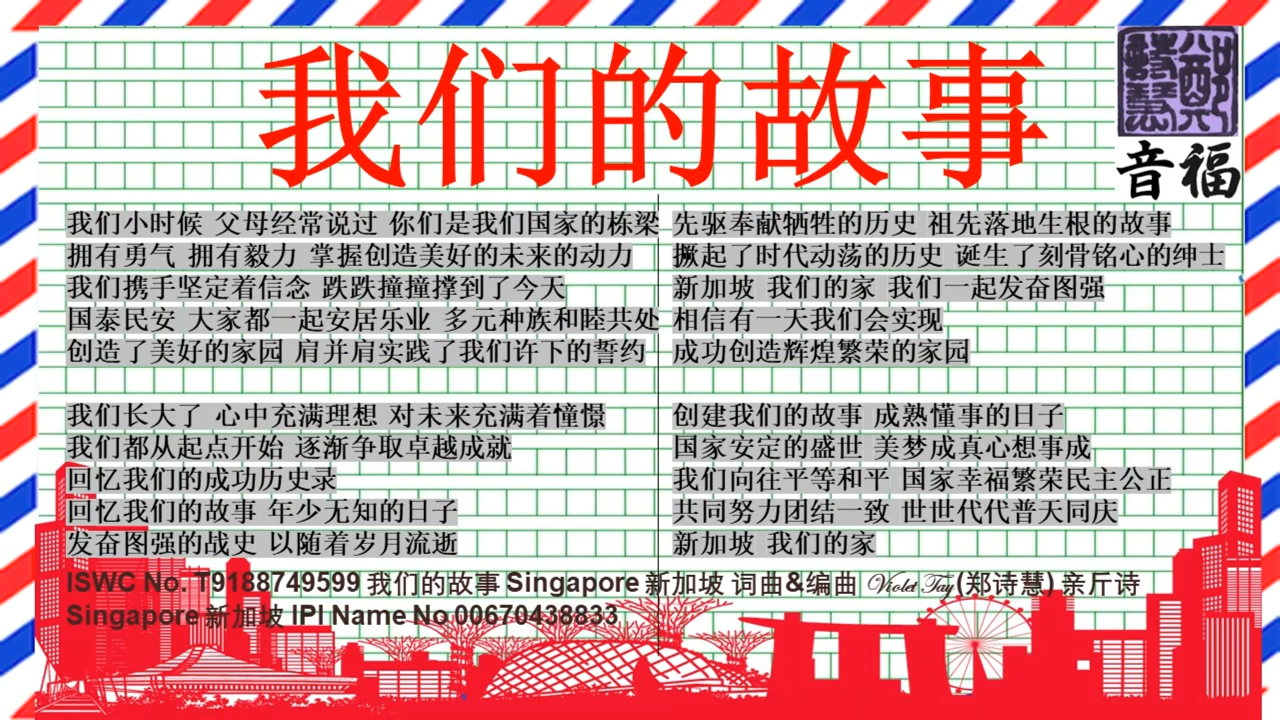 我们的故事
郑诗慧
音福
我们小时候 父母经常说过 你们是我们国家的栋梁
拥有勇气 拥有毅力 掌握创造美好的未来的动力
我们携手坚定着信念 跌跌撞撞撑到了今天
国泰民安 大家都一起安居乐业 多元种族和睦共处
创造了美好的家园 肩并肩实践了我们许下的誓约
我们长大了 心中充满理想 对未来充满着憧憬
我们都从起点开始 逐渐争取卓越成就
回忆我们的成功历史录
回忆我们的故事 年少无知的日子
发奋图强的战史 以随着岁月流逝
先驱奉献牺牲的历史 祖先落地生根的故事
撅起了时代动荡的历史 诞生了刻骨铭心的绅士
新加坡 我们的家 我们一起发奋图强
相信有一天我们会实现
成功创造辉煌繁荣的家园
创建我们的故事 成熟懂事的日子
国家安定的盛世 美梦成真心想事成
我们向往平等和平 国家幸福繁荣民主公正
共同努力团结一致 世世代代普天同庆
新加坡 我们的家
ISWC No. T9188749599 我们的故事 Singapore 新加坡 词曲&编曲 Violet Tay (郑诗慧) 亲斤诗
Singapore 新加坡 IPI Name No.00670438833